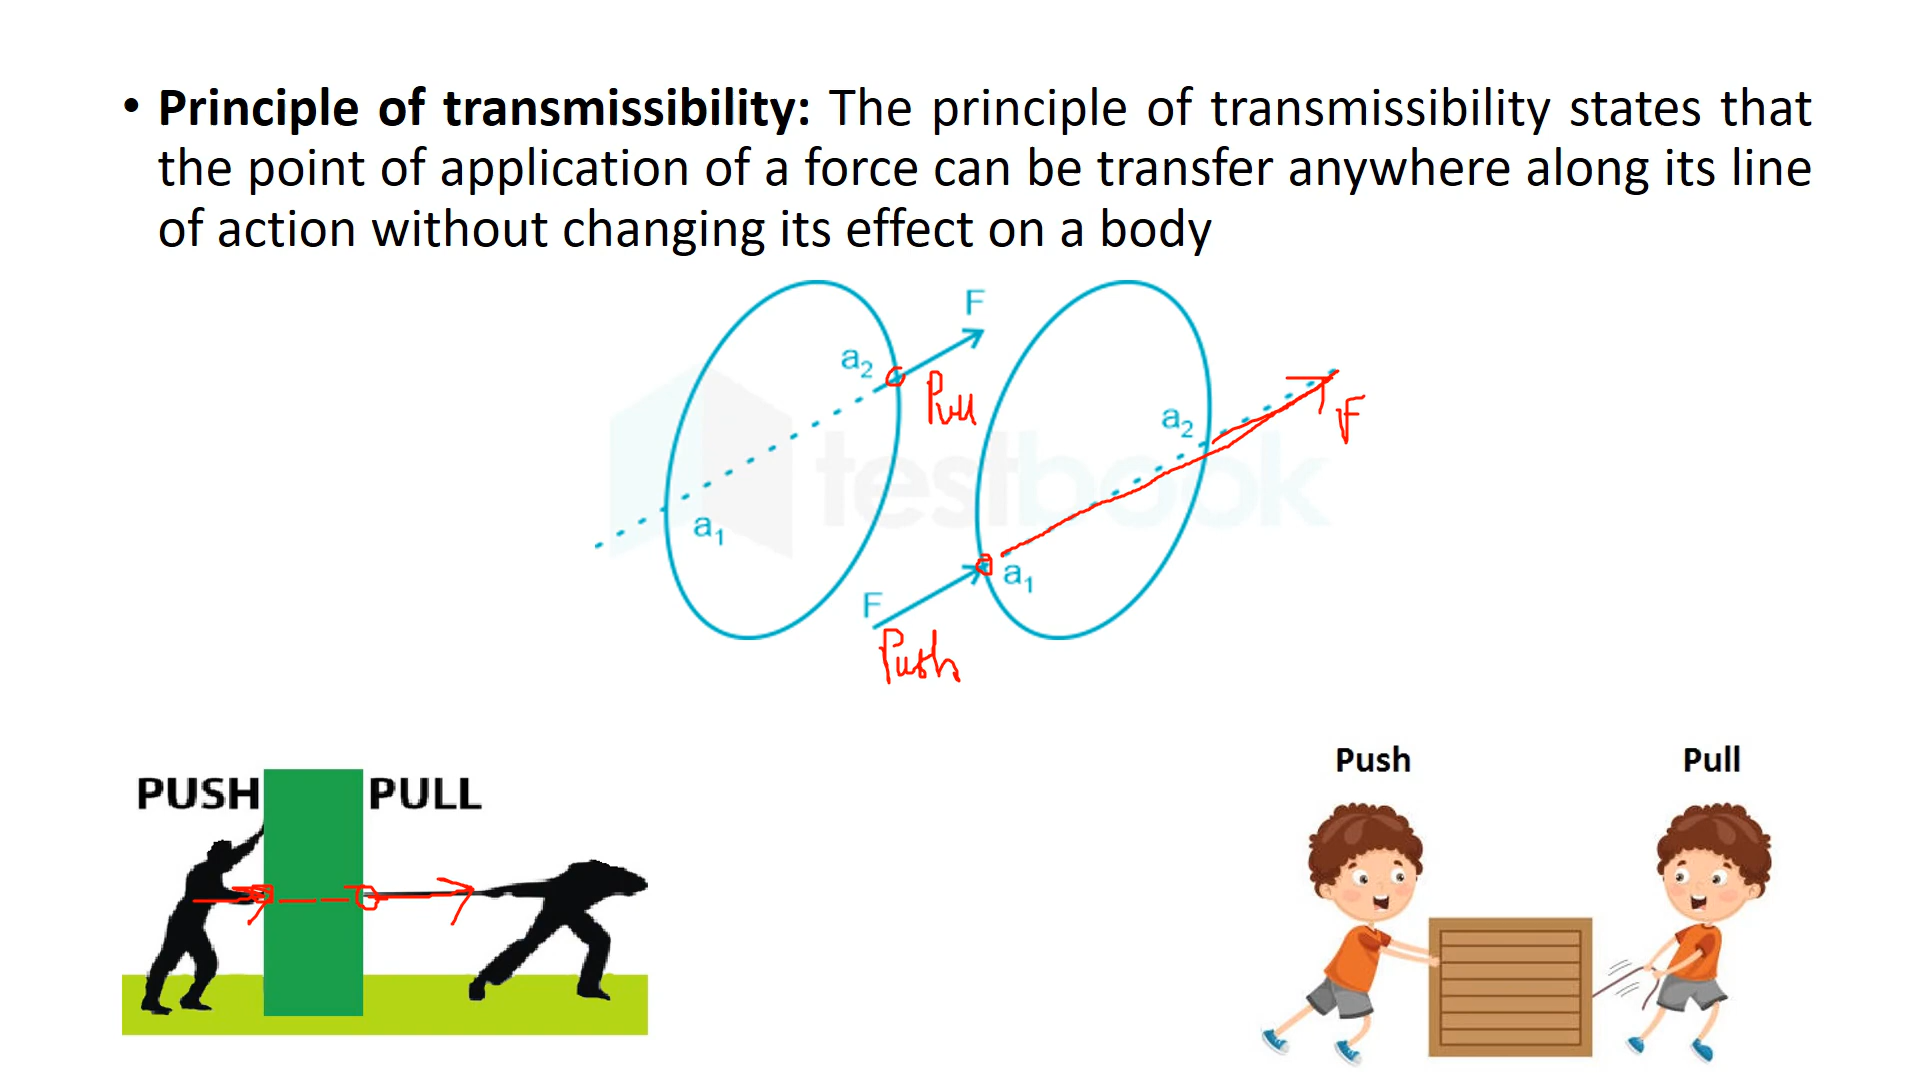 • Principle of transmissibility: The principle of transmissibility states that
the point of application of a force can be transfer anywhere along its line
of action without changing its effect on a body
F
a2
Pull
a1
a2
F
a1
F
Push
testbook
PUSH PULL
Push Pull